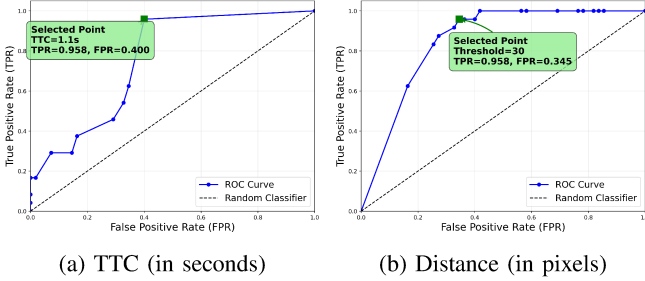 1.0
0.8
0.6
0.4
0.2
0.0
True Positive Rate (TPR)
Selected Point
TTC=1.1s
TPR=0.958, FPR=0.400
ROC Curve
Random Classifier
0.0 0.2 0.4 0.6 0.8 1.0
False Positive Rate (FPR)
(a) TTC (in seconds)
1.0
0.8
0.6
0.4
0.2
0.0
True Positive Rate (TPR)
Selected Point
Threshold=30
TPR=0.958, FPR=0.345
ROC Curve
Random Classifier
0.0 0.2 0.4 0.6 0.8 1.0
False Positive Rate (FPR)
(b) Distance (in pixels)